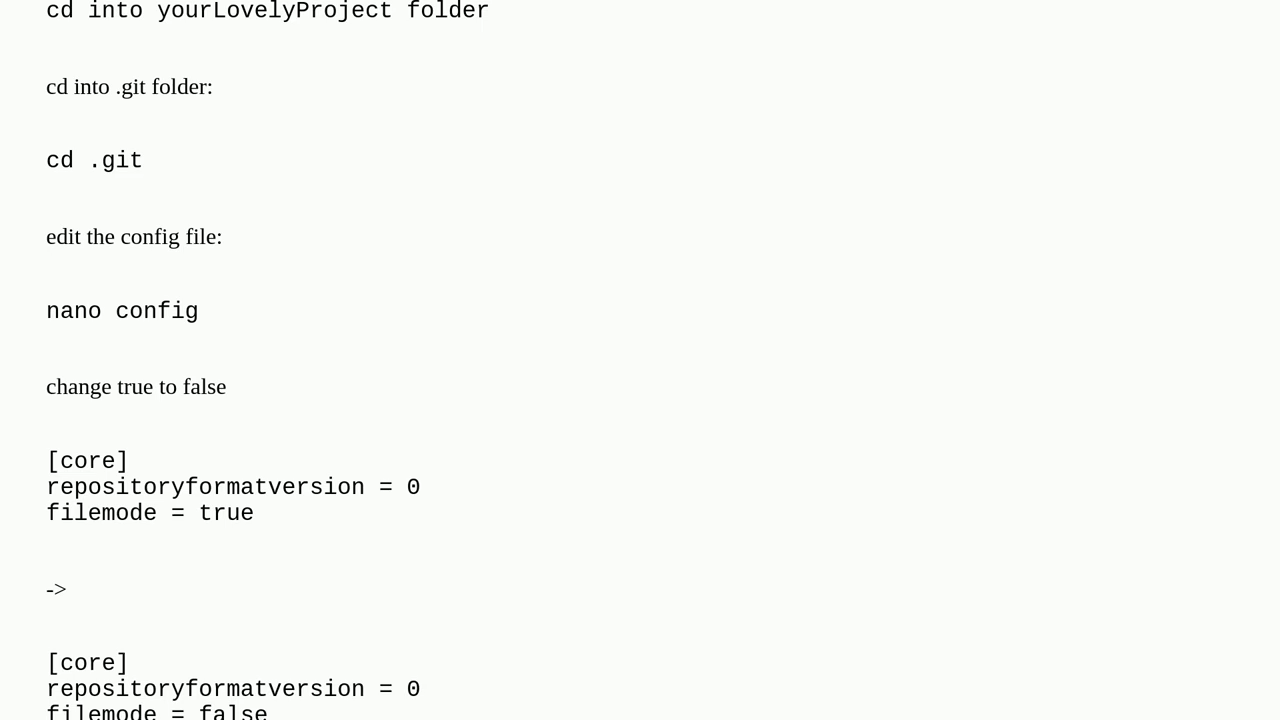 cd into yourLovelyProject folder
cd into .git folder:
cd .git
edit the config file:
nano config
change true to false
[core]
repositoryformatversion = 0
filemode = true
->
[core]
repositoryformatversion = 0
filemode = false